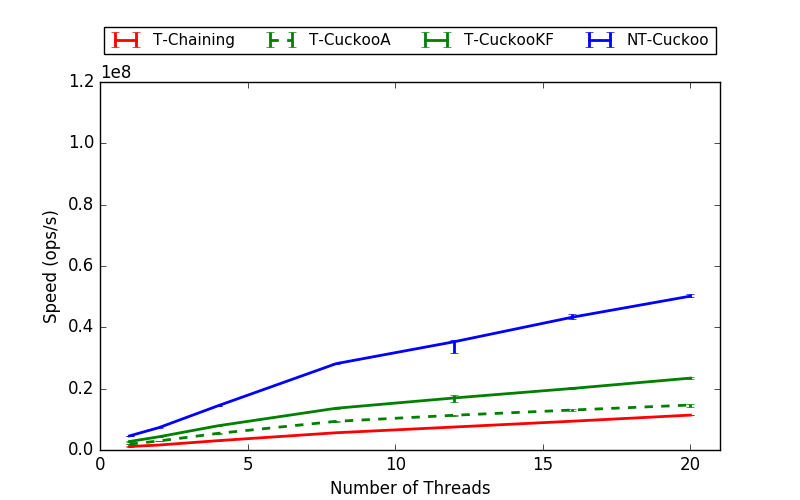 T-Chaining T-CuckooA T-CuckooKF NT-Cuckoo
1e8
1.2
1.0
0.8
0.6
0.4
0.2
0.0
Speed (ops/s)
0 5 10 15 20
Number of Threads